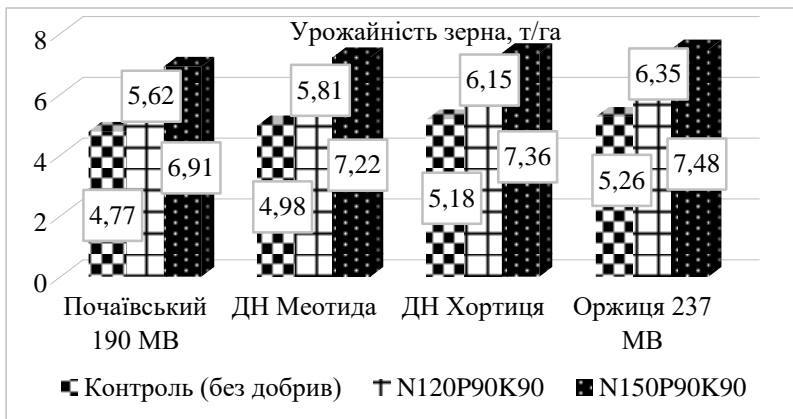 Урожайність зерна, т/га
8
6
4
2
0
4,77
5,62
6,91
4,98
5,81
7,22
5,18
6,15
7,36
5,26
6,35
7,48
Почаївський
190 МВ
ДН Меотида
ДН Хортиця
Оржиця 237
МВ
Контроль (без добрив)
N120P90K90
N150P90K90